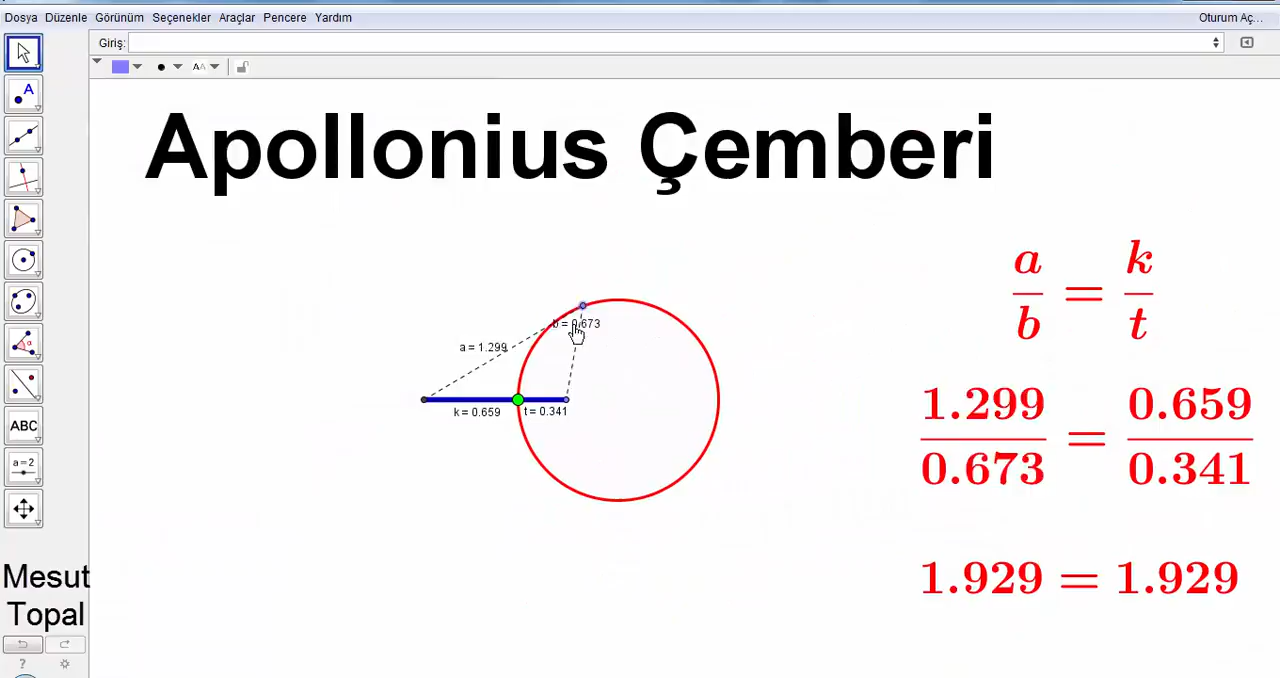 Dosya Düzenle Görünüm Seçenekler Araçlar Pencere Yardım Oturum Aç...
Giriş:
AA
Apollonius Çemberi
A
α
ABC
a=2
a/b = k/t
b = 0.673
a = 1.299
k = 0.659 t = 0.341
1.299/0.673 = 0.659/0.341
1.929 = 1.929
Mesut
Topal
?